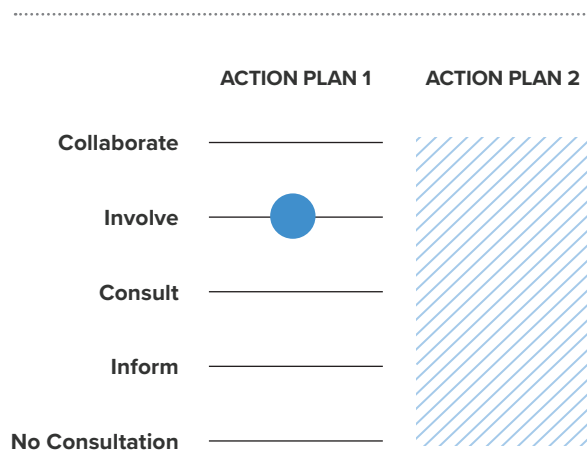 ACTION PLAN 1 ACTION PLAN 2
Collaborate
Involve
Consult
Inform
No Consultation